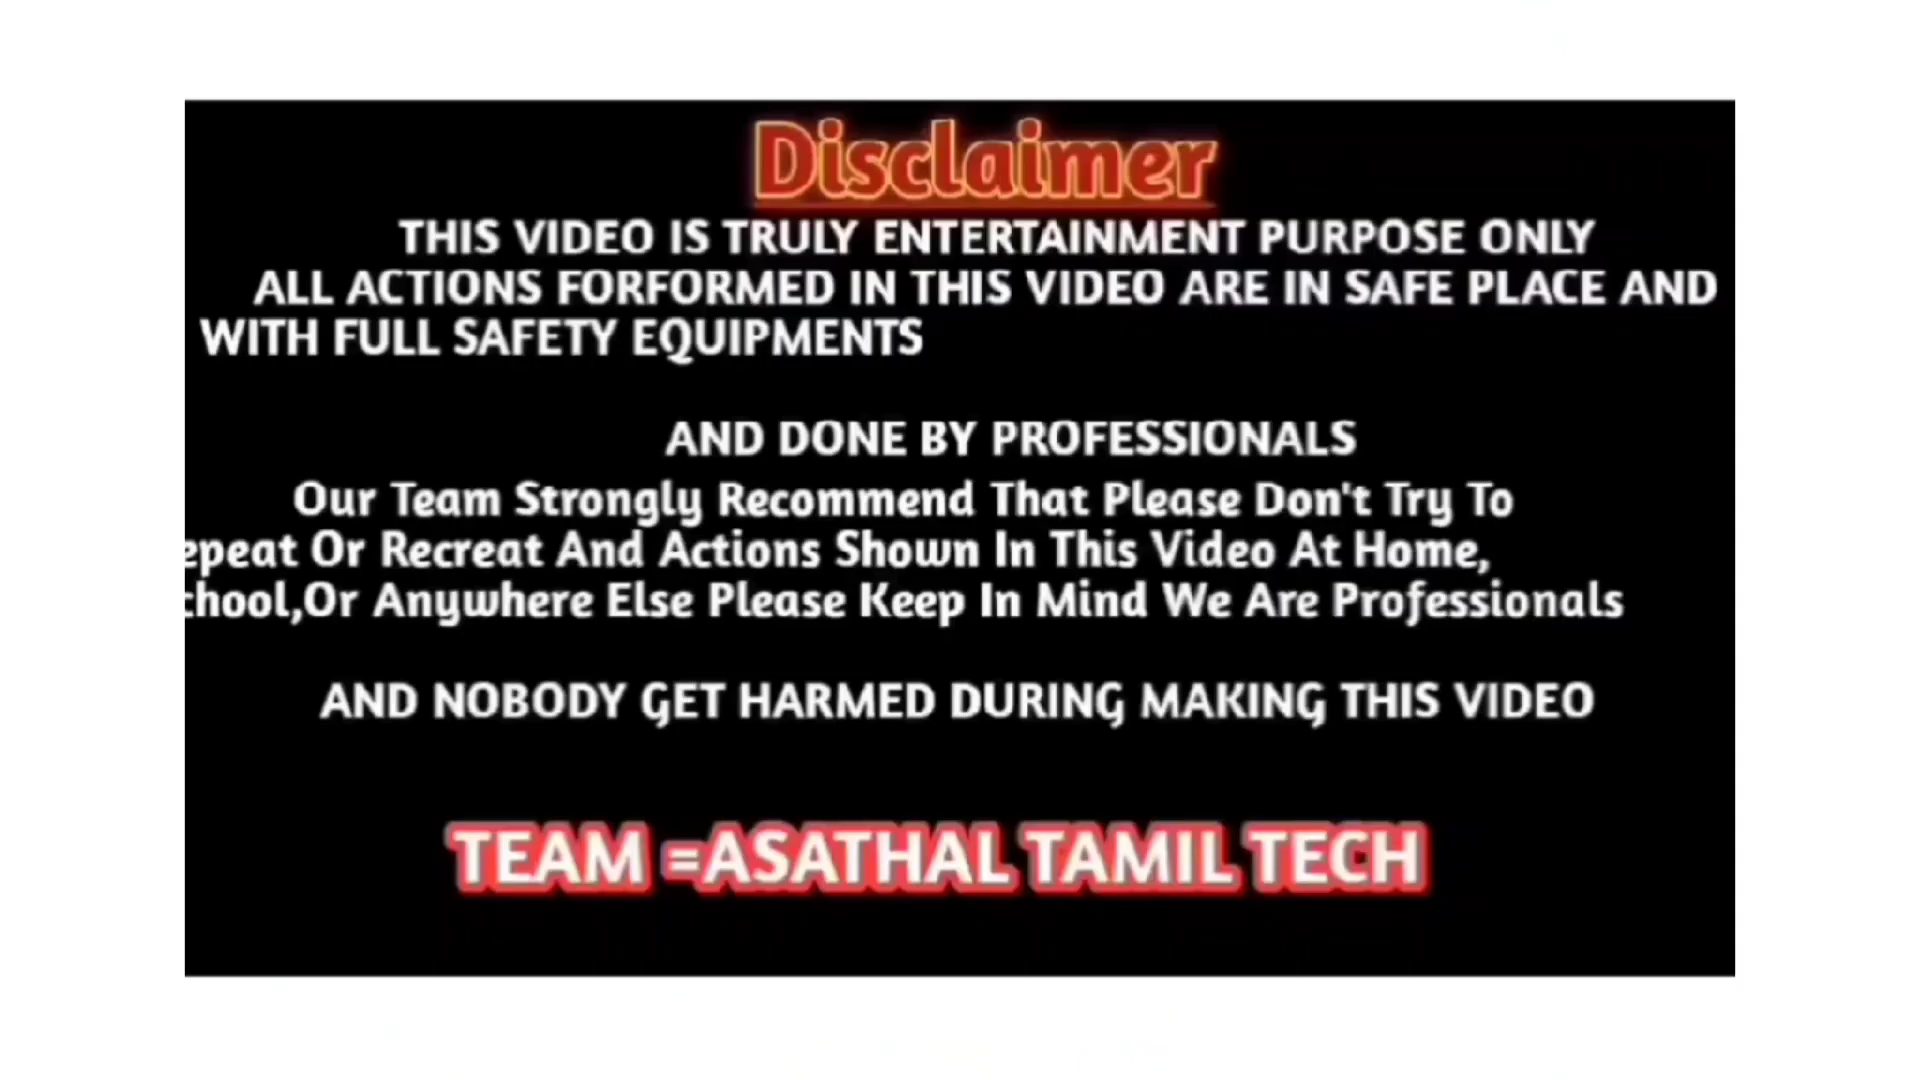 Disclaimer
THIS VIDEO IS TRULY ENTERTAINMENT PURPOSE ONLY
ALL ACTIONS FORFORMED IN THIS VIDEO ARE IN SAFE PLACE AND
WITH FULL SAFETY EQUIPMENTS
AND DONE BY PROFESSIONALS
Our Team Strongly Recommend That Please Don't Try To
epeat Or Recreat And Actions Shown In This Video At Home,
chool,Or Anywhere Else Please Keep In Mind We Are Professionals
AND NOBODY GET HARMED DURING MAKING THIS VIDEO
TEAM =ASATHAL TAMIL TECH